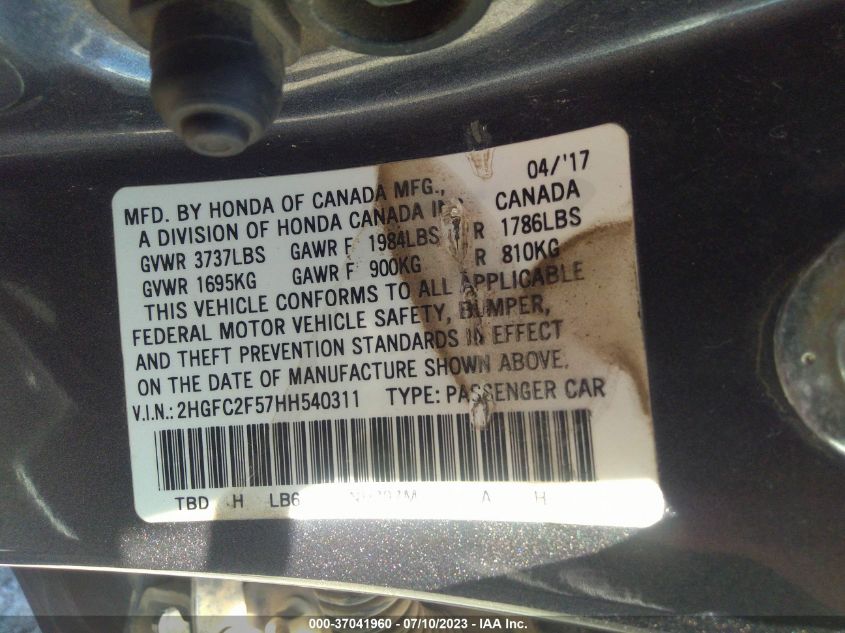 04/'17
MFD. BY HONDA OF CANADA MFG.,
A DIVISION OF HONDA CANADA CANADA
GVWR 3737LBS GAWR F 1984LBS R 1786LBS
GVWR 1695KG GAWR F 900KG R 810KG
THIS VEHICLE CONFORMS TO ALL APPLICABLE
FEDERAL MOTOR VEHICLE SAFETY, BUMPER,
AND THEFT PREVENTION STANDARDS IN EFFECT
ON THE DATE OF MANUFACTURE SHOWN ABOVE.
V.I.N.: 2HGFC2F57HH540311 TYPE: PASSENGER CAR
TBD H LB6 A H
000-37041960 - 07/10/2023 - IAA Inc.